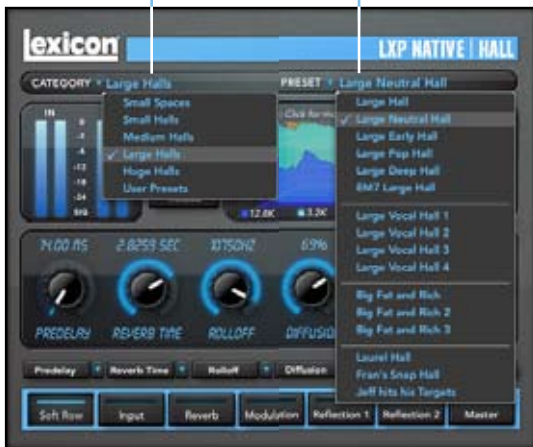 lexicon
LXP NATIVE | HALL
CATEGORY Large Halls
PRESET Large Neutral Hall
Small Spaces
Small Halls
Medium Halls
Large Halls
Huge Halls
User Presets
Large Hall
Large Neutral Hall
Large Early Hall
Large Pop Hall
Large Deep Hall
BM7 Large Hall
Large Vocal Hall 1
Large Vocal Hall 2
Large Vocal Hall 3
Large Vocal Hall 4
Big Fat and Rich
Big Fat and Rich 2
Big Fat and Rich 3
Laurel Hall
Fran's Snap Hall
Jeff hits his Targets
IN
Click for
12.8K 3.2K
74.00 MS 2.8259 SEC 10750HZ 69%
PREDELAY REVERB TIME ROLLOFF DIFFUSION
Predelay Reverb Time Rolloff Diffusion
Soft Row Input Reverb Modulation Reflection 1 Reflection 2 Master